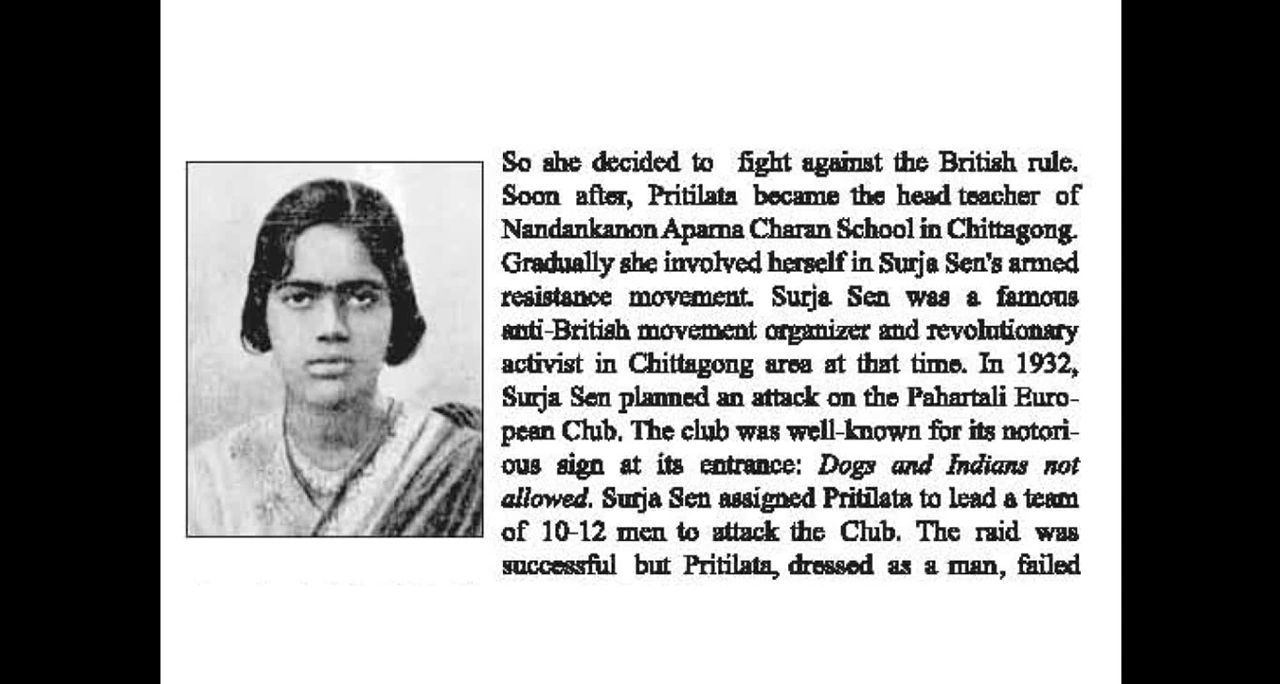 So she decided to fight against the British rule.
Soon after, Pritilata became the head teacher of
Nandankanon Aparna Charan School in Chittagong.
Gradually she involved herself in Surja Sen's armed
resistance movement. Surja Sen was a famous
anti-British movement organizer and revolutionary
activist in Chittagong area at that time. In 1932,
Surja Sen planned an attack on the Pahartali Euro-
pean Club. The club was well-known for its notori-
ous sign at its entrance: Dogs and Indians not
allowed. Surja Sen assigned Pritilata to lead a team
of 10-12 men to attack the Club. The raid was
successful but Pritilata, dressed as a man, failed